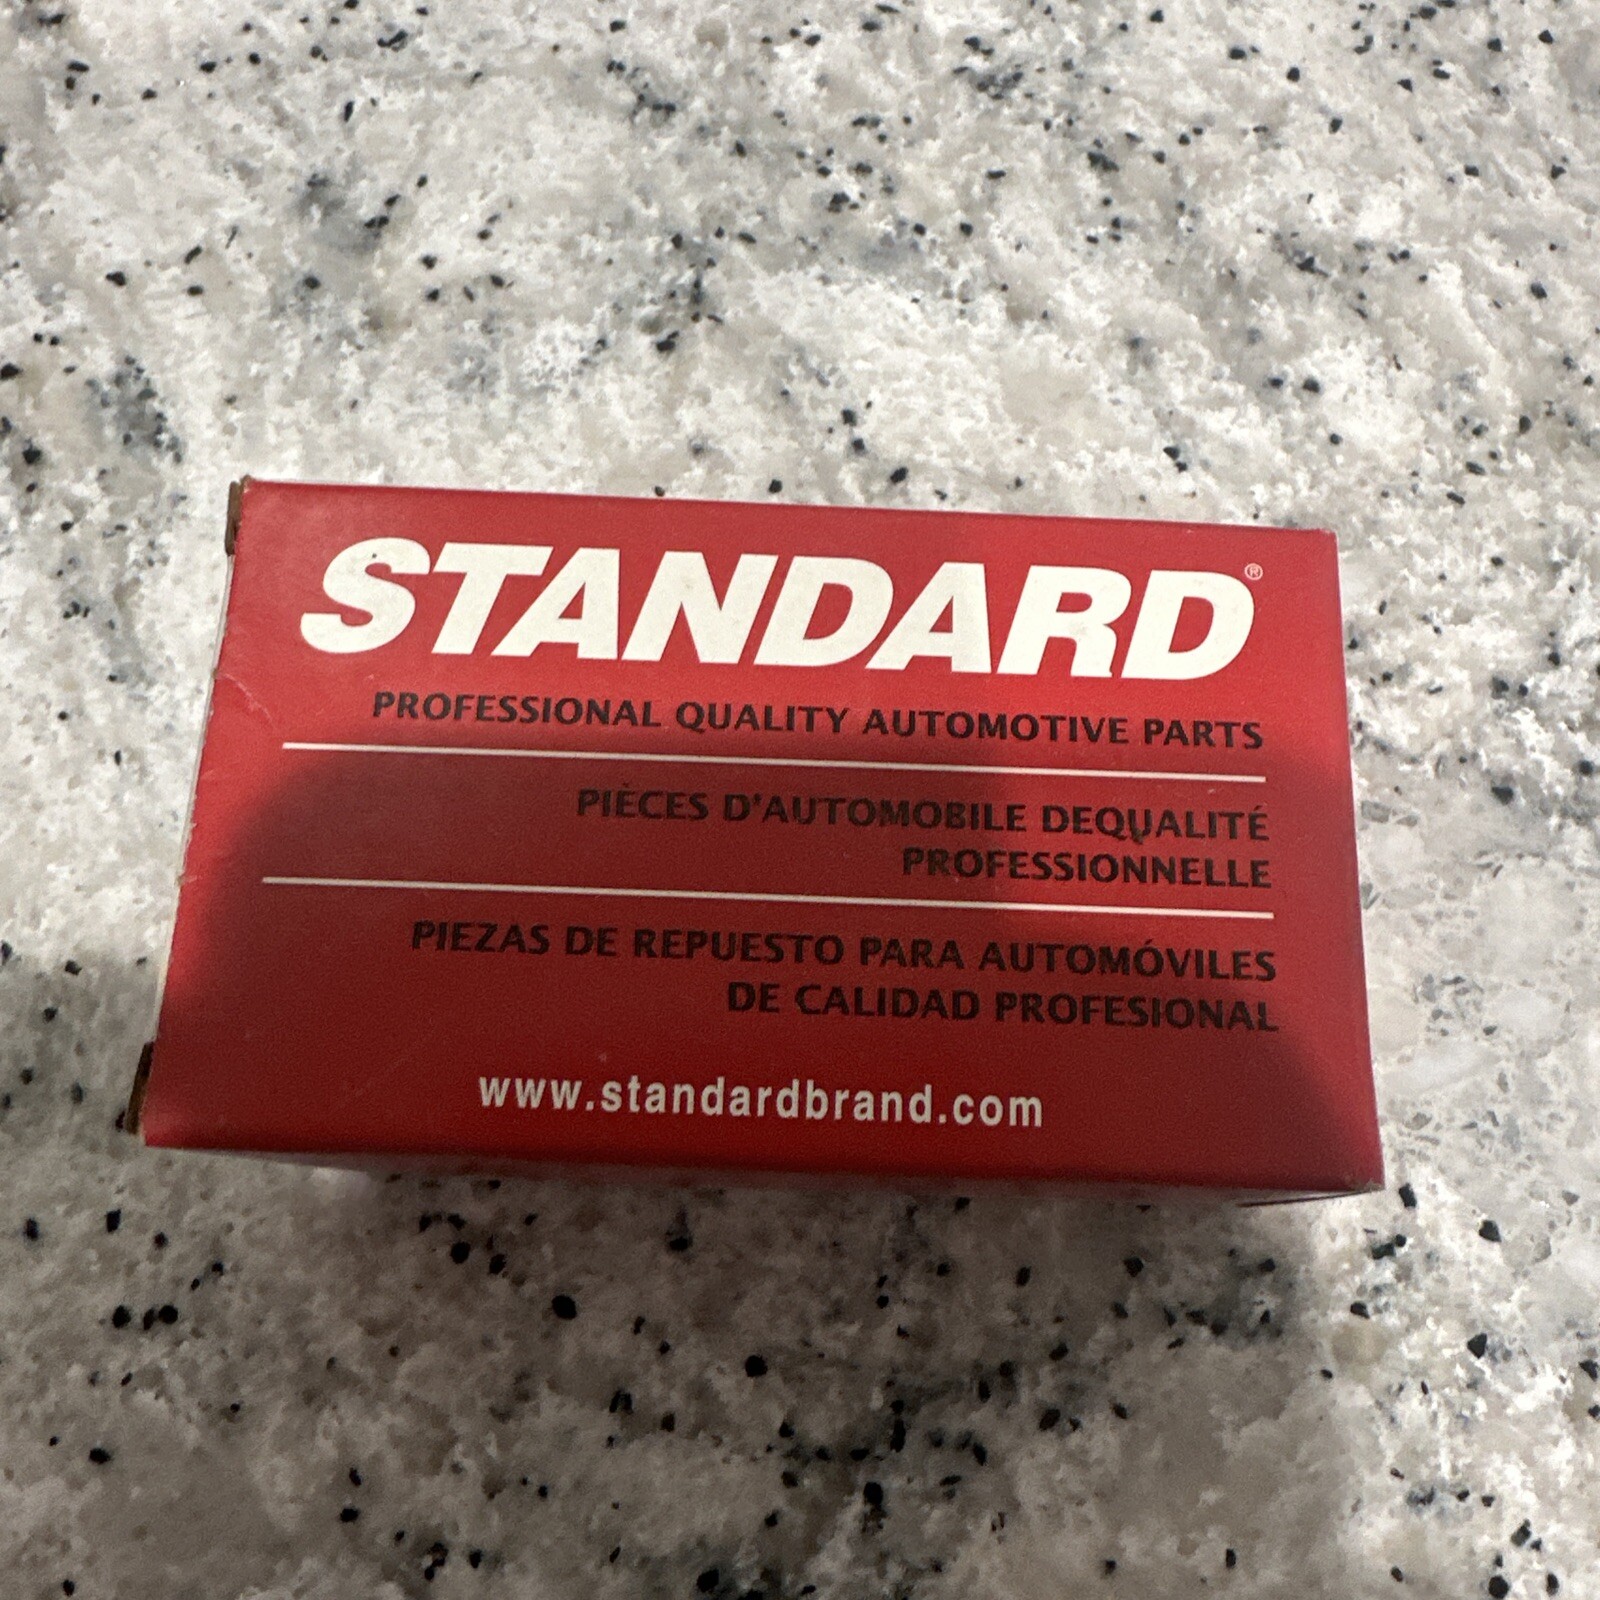 STANDARD®
PROFESSIONAL QUALITY AUTOMOTIVE PARTS
PIÈCES D'AUTOMOBILE DEQUALITÉ
PROFESSIONNELLE
PIEZAS DE REPUESTO PARA AUTOMÓVILES
DE CALIDAD PROFESIONAL
www.standardbrand.com